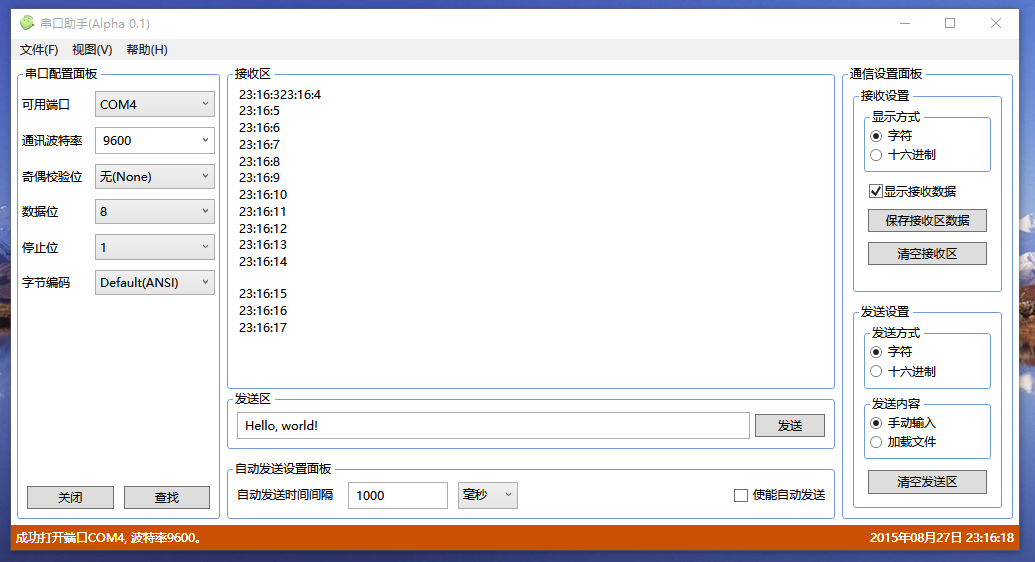 串口助手(Alpha 0.1)
文件(F) 视图(V) 帮助(H)
串口配置面板
可用端口 COM4
通讯波特率 9600
奇偶校验位 无(None)
数据位 8
停止位 1
字节编码 Default(ANSI)
关闭 查找
接收区
23:16:323:16:4
23:16:5
23:16:6
23:16:7
23:16:8
23:16:9
23:16:10
23:16:11
23:16:12
23:16:13
23:16:14
23:16:15
23:16:16
23:16:17
发送区
Hello, world! 发送
自动发送设置面板
自动发送时间间隔 1000 毫秒 使能自动发送
通信设置面板
接收设置
显示方式
字符
十六进制
显示接收数据
保存接收区数据
清空接收区
发送设置
发送方式
字符
十六进制
发送内容
手动输入
加载文件
清空发送区
成功打开端口COM4, 波特率9600。 2015年08月27日 23:16:18